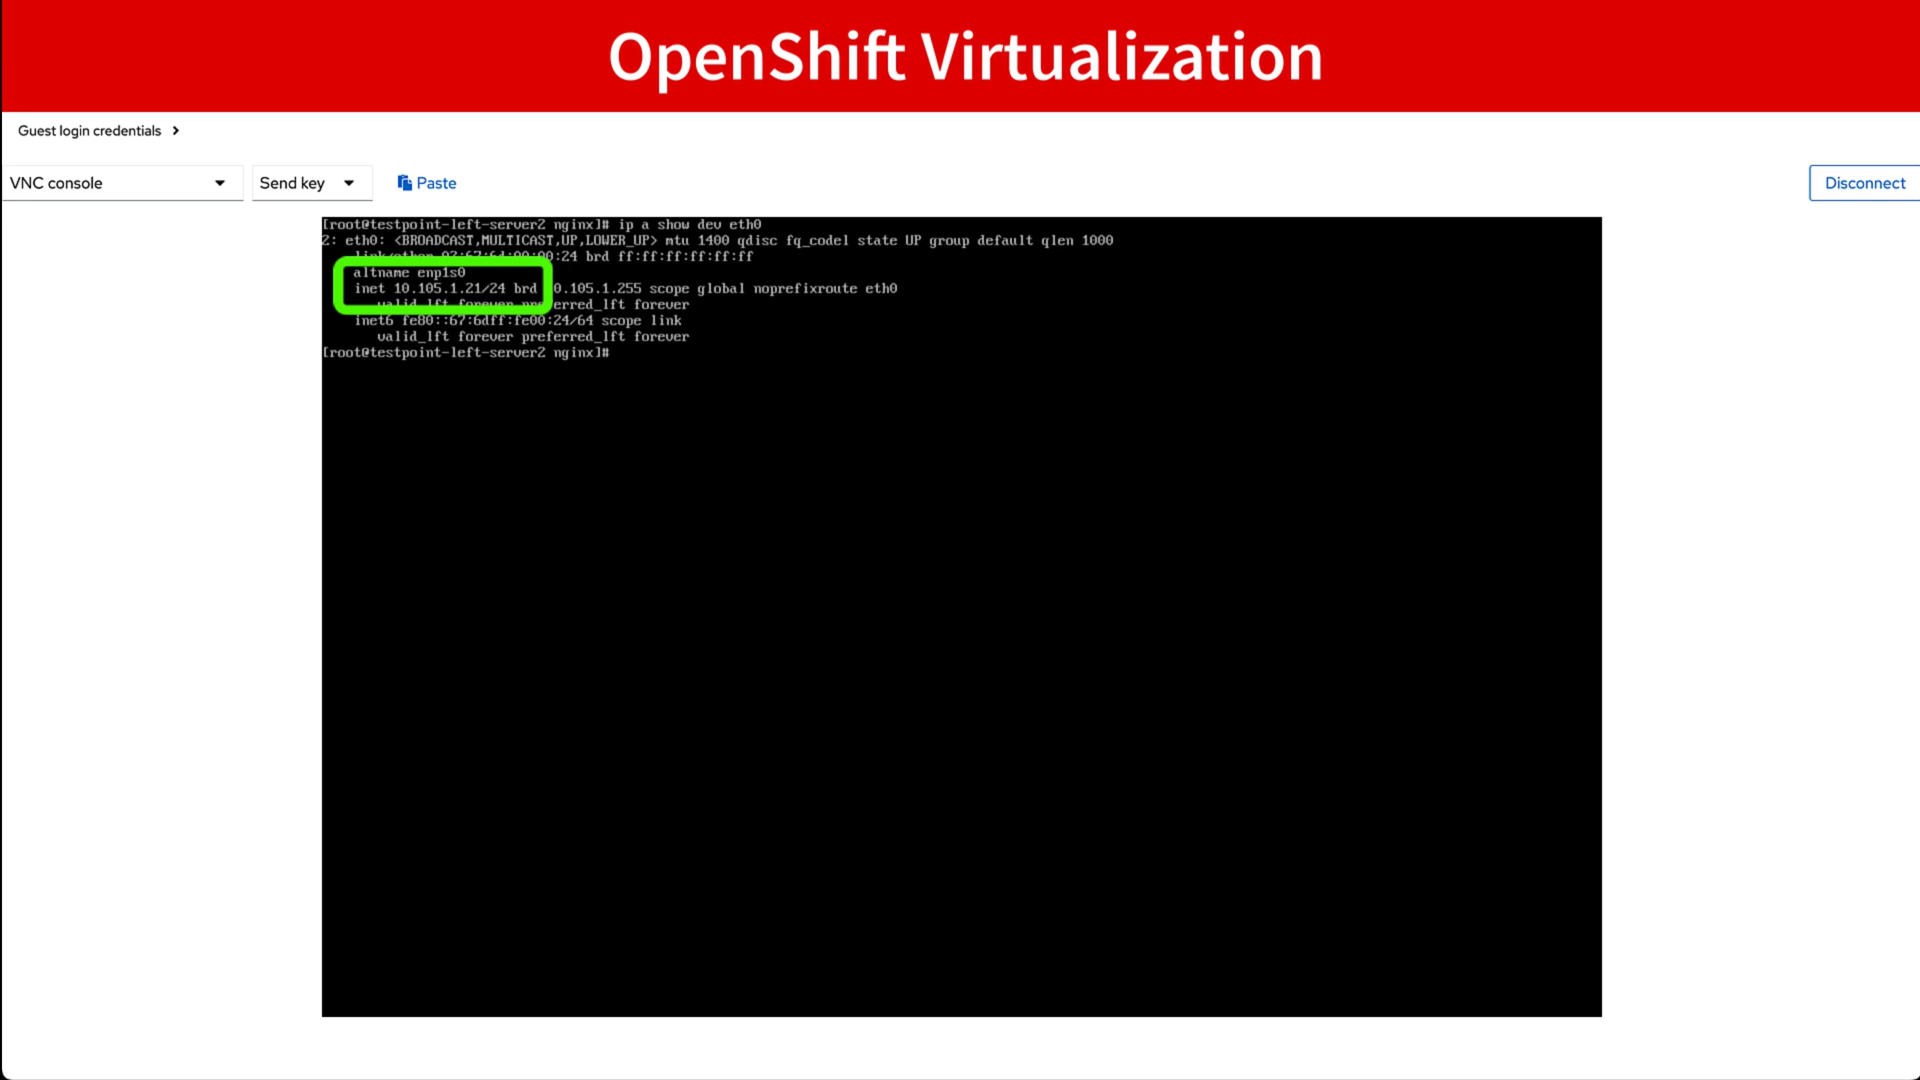 OpenShift Virtualization
Guest login credentials
VNC console
Send key
Paste
Disconnect
[root@testpoint-left-server2 nginx]# ip a show dev eth0
2: eth0: <BROADCAST,MULTICAST,UP,LOWER_UP> mtu 1400 qdisc fq_codel state UP group default qlen 1000
:24 brd ff:ff:ff:ff:ff:ff
altname enp1s0
inet 10.105.1.21/24 brd 0.105.1.255 scope global noprefixroute eth0
valid_lft forever preferred_lft forever
inet6 fe80::67:6dff:fe00:24/64 scope link
valid_lft forever preferred_lft forever
[root@testpoint-left-server2 nginx]#